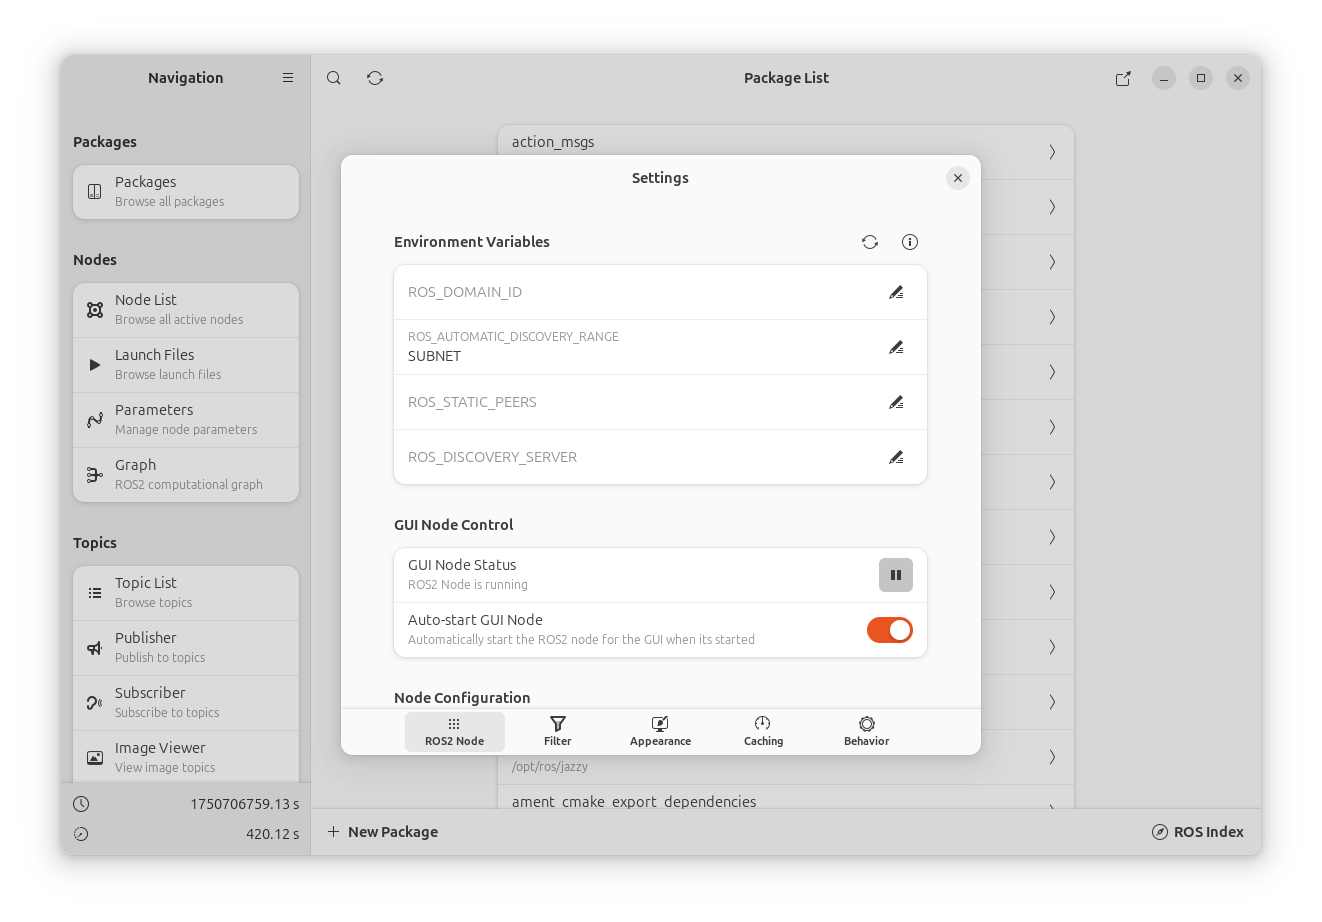 Navigation
Package List
Packages
Packages
Browse all packages
Nodes
Node List
Browse all active nodes
Launch Files
Browse launch files
Parameters
Manage node parameters
Graph
ROS2 computational graph
Topics
Topic List
Browse topics
Publisher
Publish to topics
Subscriber
Subscribe to topics
Image Viewer
View image topics
1750706759.13 s
420.12 s
action_msgs
Settings
Environment Variables
ROS_DOMAIN_ID
ROS_AUTOMATIC_DISCOVERY_RANGE
SUBNET
ROS_STATIC_PEERS
ROS_DISCOVERY_SERVER
GUI Node Control
GUI Node Status
ROS2 Node is running
Auto-start GUI Node
Automatically start the ROS2 node for the GUI when its started
Node Configuration
ROS2 Node
Filter
Appearance
Caching
Behavior
/opt/ros/jazzy
ament_cmake_export_dependencies
New Package
ROS Index